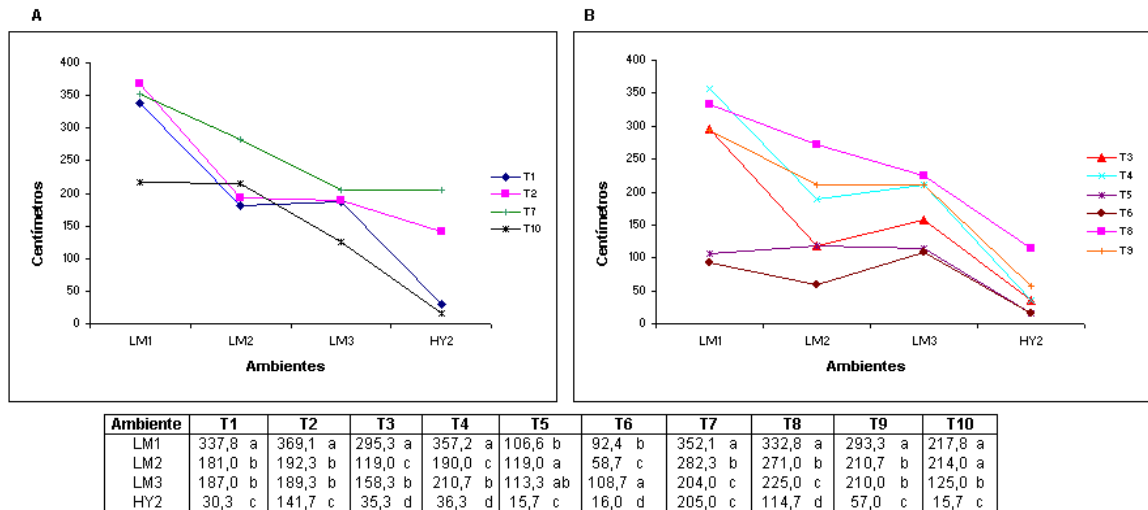 A
400
350
300
250
200
150
100
50
0
Centímetros
LM1 LM2 LM3 HY2
Ambientes
T1
T2
T7
T10
B
400
350
300
250
200
150
100
50
0
Centímetros
LM1 LM2 LM3 HY2
Ambientes
T3
T4
T5
T6
T8
T9
Ambiente T1 T2 T3 T4 T5 T6 T7 T8 T9 T10
LM1 337,8 a 369,1 a 295,3 a 357,2 a 106,6 b 92,4 b 352,1 a 332,8 a 293,3 a 217,8 a
LM2 181,0 b 192,3 b 119,0 c 190,0 c 119,0 a 58,7 c 282,3 b 271,0 b 210,7 b 214,0 a
LM3 187,0 b 189,3 b 158,3 b 210,7 b 113,3 ab 108,7 a 204,0 c 225,0 c 210,0 b 125,0 b
HY2 30,3 c 141,7 c 35,3 d 36,3 d 15,7 c 16,0 d 205,0 c 114,7 d 57,0 c 15,7 c